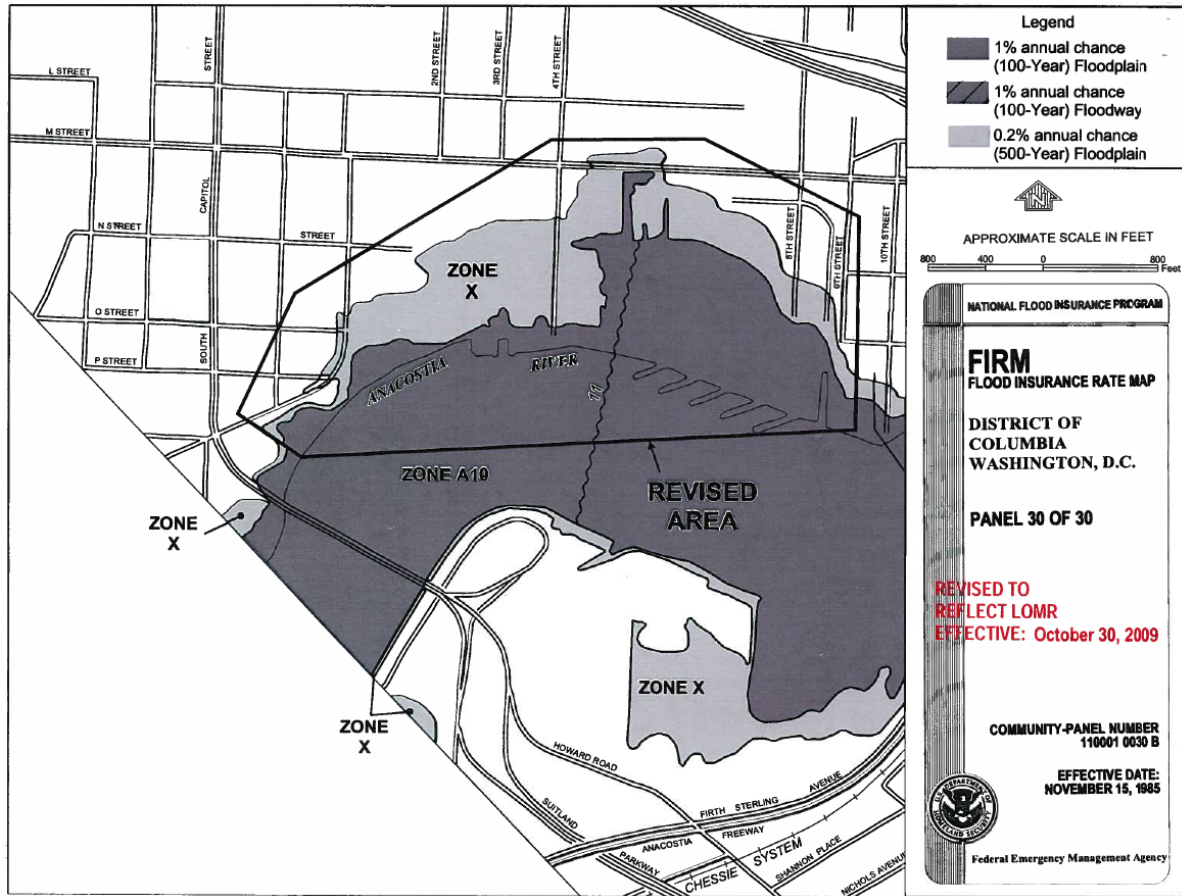 L STREET
M STREET
STREET
CAPITOL
SOUTH
2ND STREET
3RD STREET
4TH STREET
N STREET
STREET
O STREET
P STREET
8TH STREET
9TH STREET
10TH STREET
ZONE
X
ANACOSTIA
RIVER
11
ZONE A10
REVISED
AREA
ZONE
X
ZONE X
ZONE
X
HOWARD ROAD
SUITLAND
PARKWAY
FIRTH STERLING
AVENUE
ANACOSTIA
FREEWAY
CHESSIE
SYSTEM
SHANNON PLACE
NICHOLS AVENUE
Legend
1% annual chance
(100-Year) Floodplain
1% annual chance
(100-Year) Floodway
0.2% annual chance
(500-Year) Floodplain
N
APPROXIMATE SCALE IN FEET
800 400 0 800
Feet
NATIONAL FLOOD INSURANCE PROGRAM
FIRM
FLOOD INSURANCE RATE MAP
DISTRICT OF
COLUMBIA
WASHINGTON, D.C.
PANEL 30 OF 30
REVISED TO
REFLECT LOMR
EFFECTIVE: October 30, 2009
COMMUNITY-PANEL NUMBER
110001 0030 B
EFFECTIVE DATE:
NOVEMBER 15, 1985
U.S. DEPARTMENT OF
HOMELAND SECURITY
Federal Emergency Management Agency